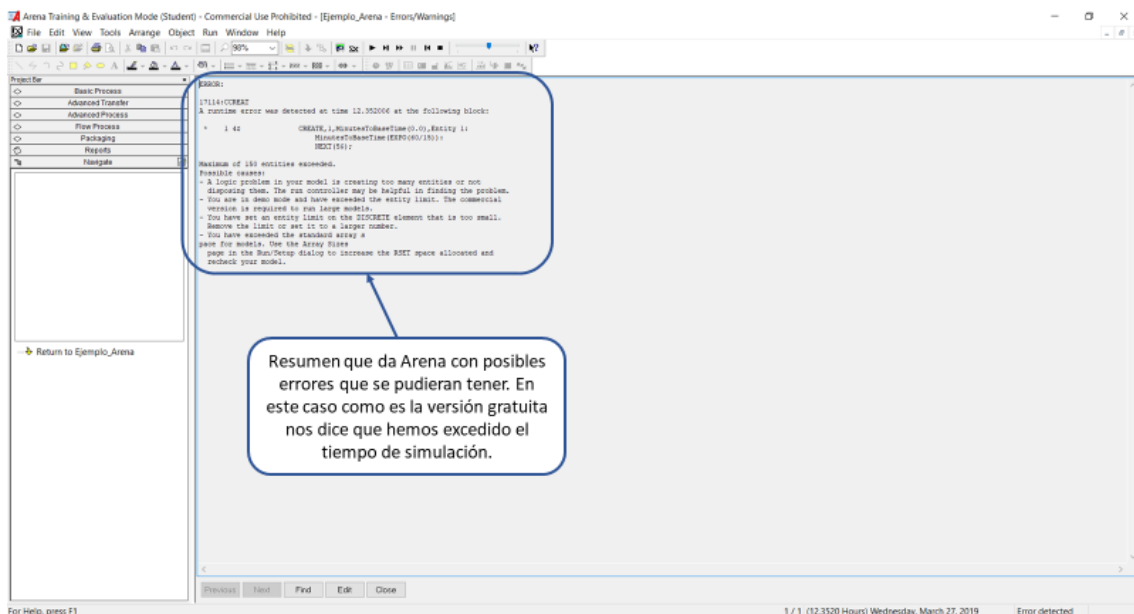 Arena Training & Evaluation Mode (Student) - Commercial Use Prohibited - [Ejemplo_Arena - Errors/Warnings]
File Edit View Tools Arrange Object Run Window Help
98%
Project Bar
Basic Process
Advanced Transfer
Advanced Process
Flow Process
Packaging
Reports
Navigate
Return to Ejemplo_Arena
ERROR:
17114:CCREAT
A runtime error was detected at time 12.352006 at the following block:
* 1 4$ CREATE,1,MinutesToBaseTime(0.0),Entity 1:
MinutesToBaseTime(EXPO(60/15)):
NEXT(5$);
Maximum of 150 entities exceeded.
Possible causes:
- A logic problem in your model is creating too many entities or not
disposing them. The run controller may be helpful in finding the problem.
- You are in demo mode and have exceeded the entity limit. The commercial
version is required to run large models.
- You have set an entity limit on the DISCRETE element that is too small.
Remove the limit or set it to a larger number.
- You have exceeded the standard array s
pace for models. Use the Array Sizes
page in the Run/Setup dialog to increase the RSET space allocated and
recheck your model.
Resumen que da Arena con posibles
errores que se pudieran tener. En
este caso como es la versión gratuita
nos dice que hemos excedido el
tiempo de simulación.
Previous Next Find Edit Close
For Help, press F1
1 / 1 (12.3520 Hours) Wednesday, March 27, 2019 Error detected